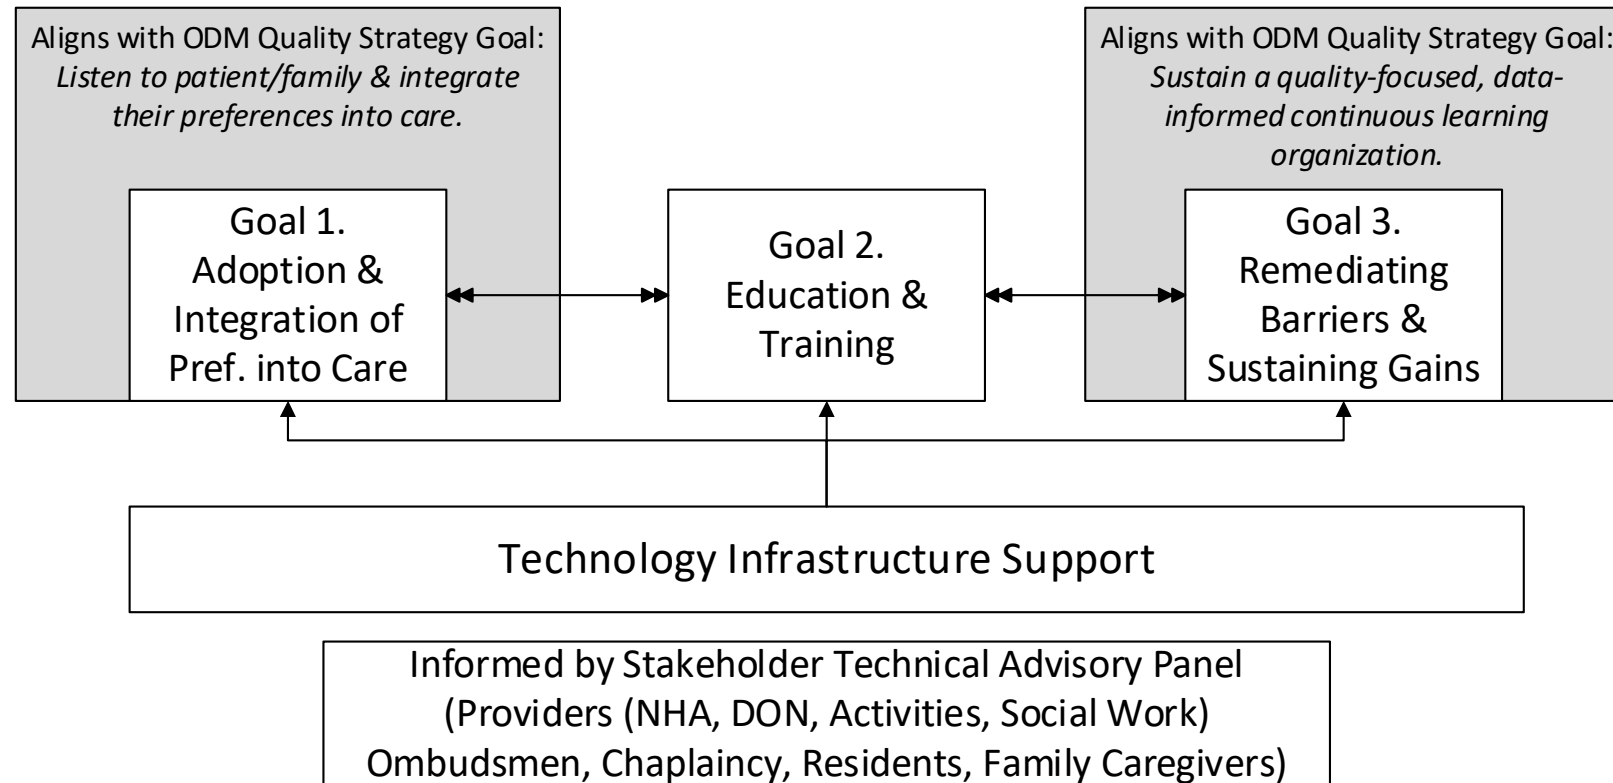 Aligns with ODM Quality Strategy Goal:
Listen to patient/family & integrate
their preferences into care.
Aligns with ODM Quality Strategy Goal:
Sustain a quality-focused, data-
informed continuous learning
organization.
Goal 1.
Adoption &
Integration of
Pref. into Care
Goal 2.
Education &
Training
Goal 3.
Remediating
Barriers &
Sustaining Gains
Technology Infrastructure Support
Informed by Stakeholder Technical Advisory Panel
(Providers (NHA, DON, Activities, Social Work)
Ombudsmen, Chaplaincy, Residents, Family Caregivers)